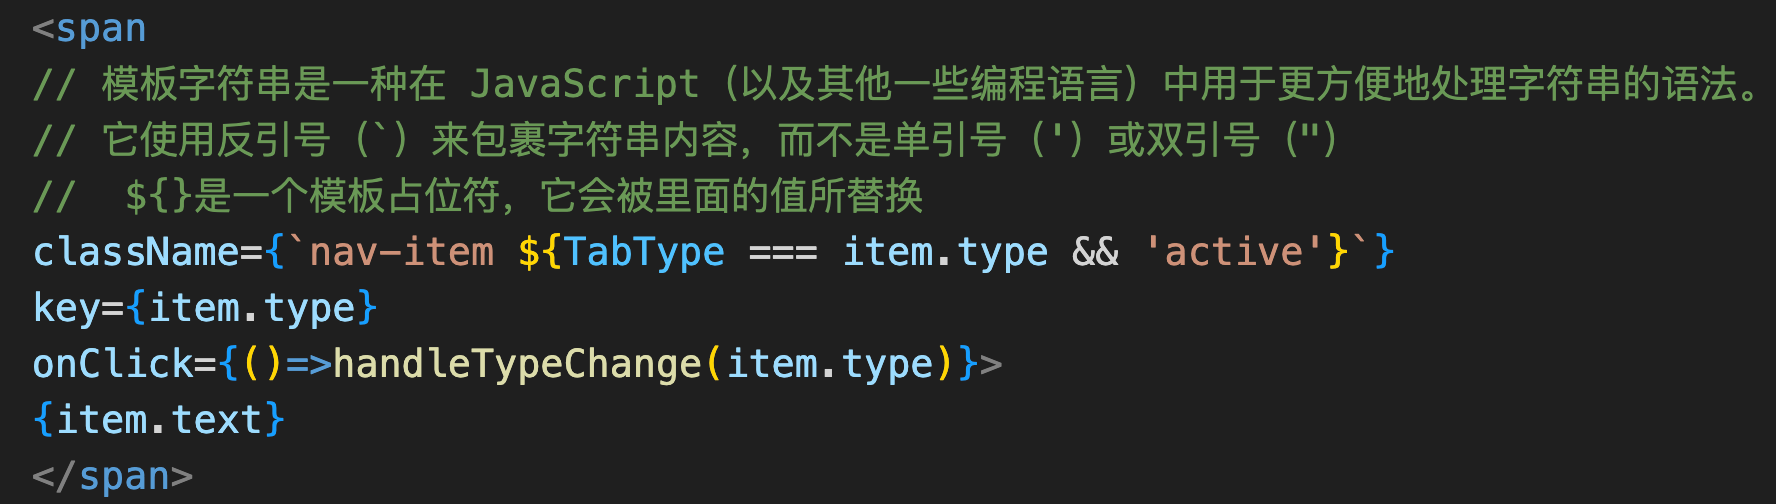 <span
// 模板字符串是一种在 JavaScript（以及其他一些编程语言）中用于更方便地处理字符串的语法。
// 它使用反引号（`）来包裹字符串内容，而不是单引号（'）或双引号（"）
//  ${}是一个模板占位符，它会被里面的值所替换
className={`nav-item ${TabType === item.type && 'active'}`}
key={item.type}
onClick={()=>handleTypeChange(item.type)}>
{item.text}
</span>